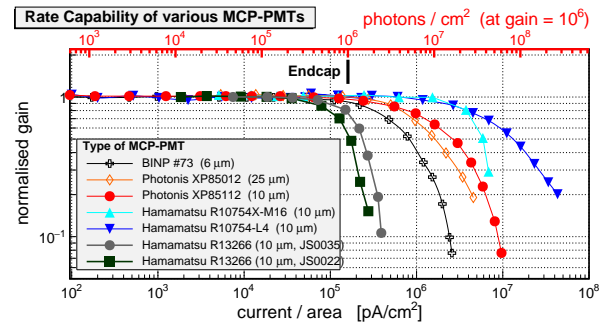 Rate Capability of various MCP-PMTs
photons / cm² (at gain = 10⁶)
10³ 10⁴ 10⁵ 10⁶ 10⁷ 10⁸
Endcap
normalised gain
1
10⁻¹
Type of MCP-PMT
BINP #73 (6 μm)
Photonis XP85012 (25 μm)
Photonis XP85112 (10 μm)
Hamamatsu R10754X-M16 (10 μm)
Hamamatsu R10754-L4 (10 μm)
Hamamatsu R13266 (10 μm, JS0035)
Hamamatsu R13266 (10 μm, JS0022)
10² 10³ 10⁴ 10⁵ 10⁶ 10⁷ 10⁸
current / area [pA/cm²]